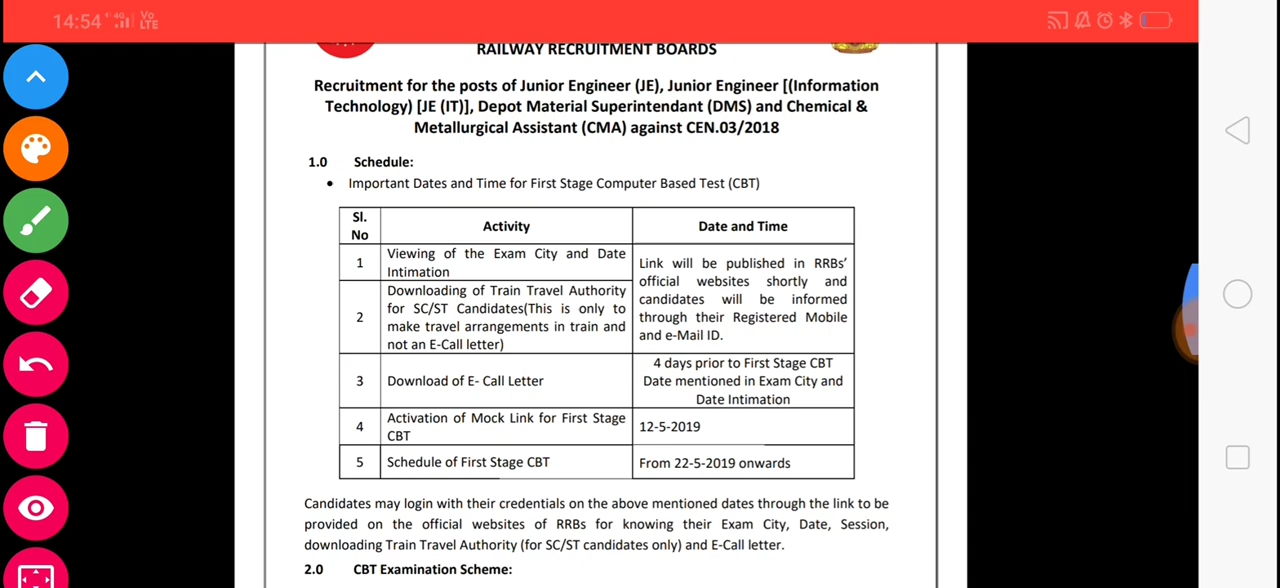 14:54 4G Vo
LTE
RAILWAY RECRUITMENT BOARDS
Recruitment for the posts of Junior Engineer (JE), Junior Engineer [(Information
Technology) [JE (IT)], Depot Material Superintendant (DMS) and Chemical &
Metallurgical Assistant (CMA) against CEN.03/2018
1.0 Schedule:
• Important Dates and Time for First Stage Computer Based Test (CBT)
Sl.
No
Activity
Date and Time
1
Viewing of the Exam City and Date
Intimation
Link will be published in RRBs’
official websites shortly and
candidates will be informed
through their Registered Mobile
and e-Mail ID.
2
Downloading of Train Travel Authority
for SC/ST Candidates(This is only to
make travel arrangements in train and
not an E-Call letter)
3
Download of E- Call Letter
4 days prior to First Stage CBT
Date mentioned in Exam City and
Date Intimation
4
Activation of Mock Link for First Stage
CBT
12-5-2019
5
Schedule of First Stage CBT
From 22-5-2019 onwards
Candidates may login with their credentials on the above mentioned dates through the link to be
provided on the official websites of RRBs for knowing their Exam City, Date, Session,
downloading Train Travel Authority (for SC/ST candidates only) and E-Call letter.
2.0 CBT Examination Scheme: